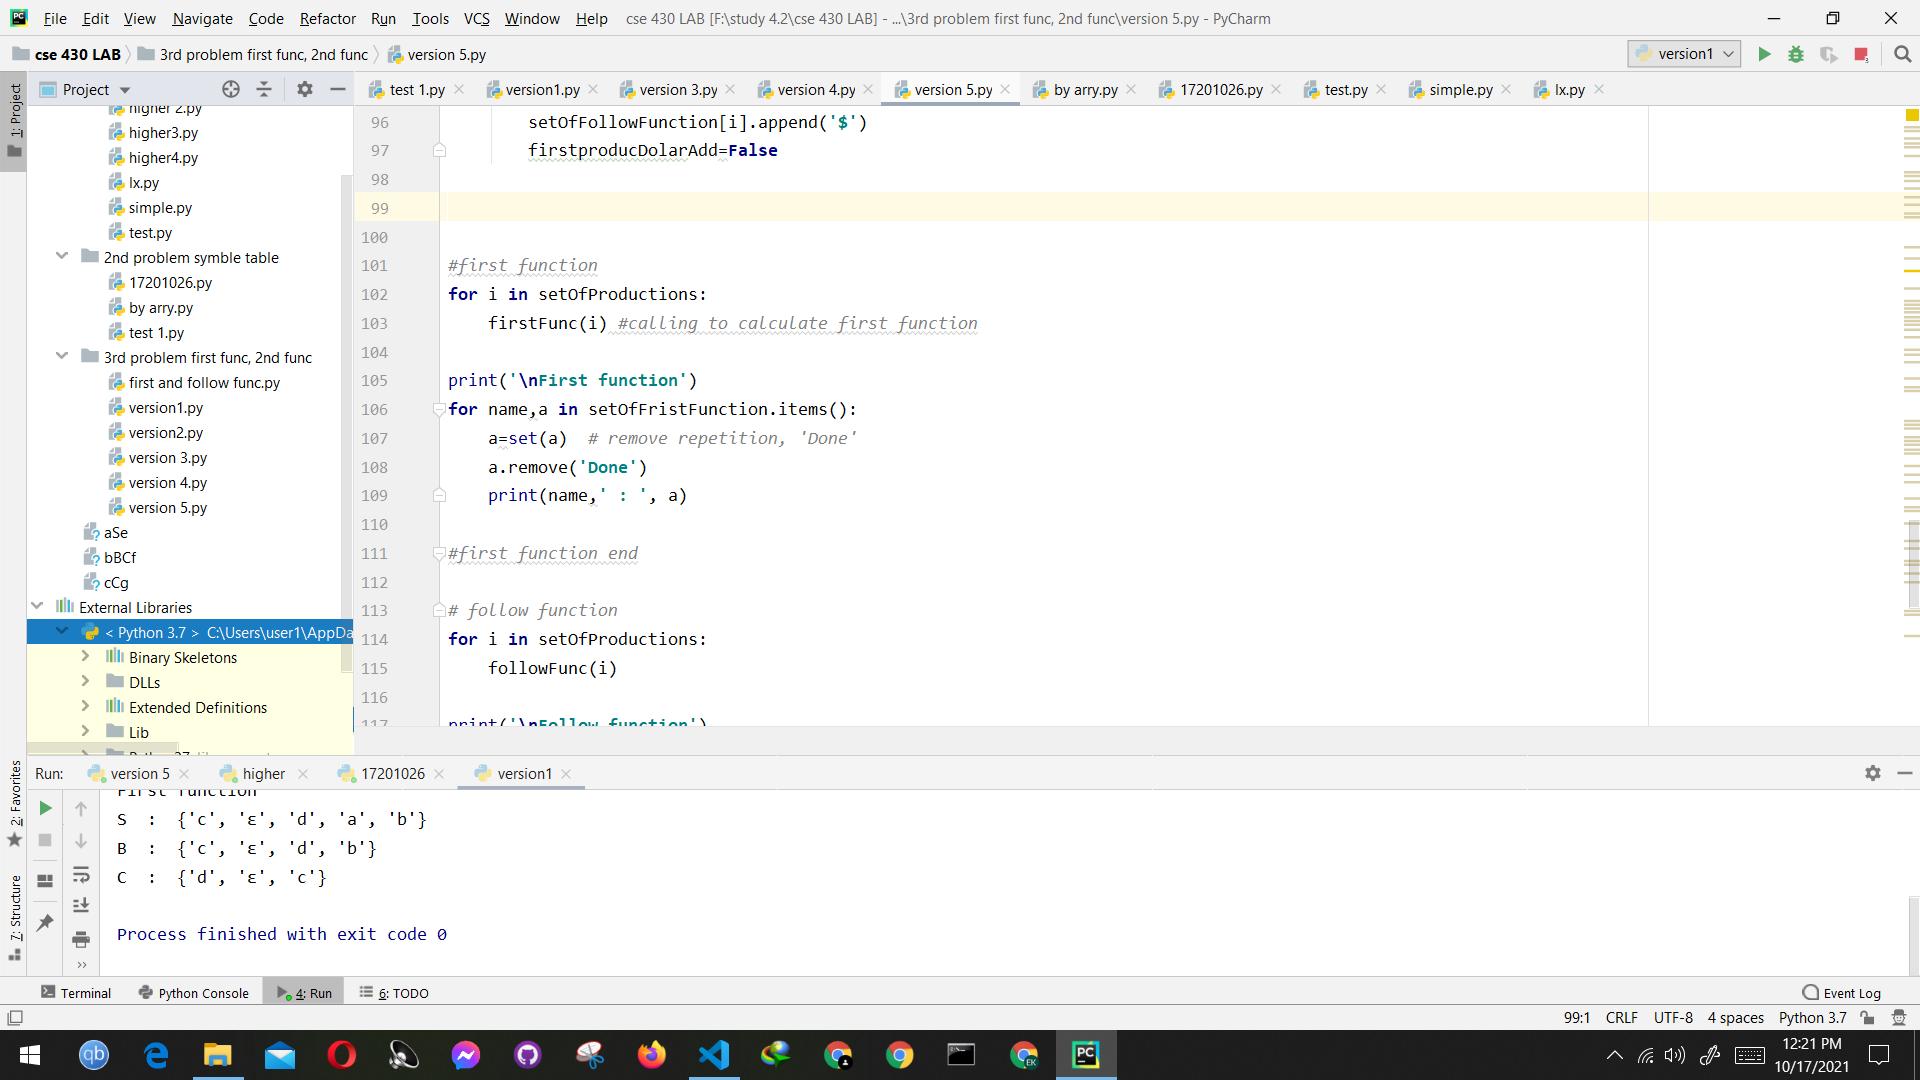 File Edit View Navigate Code Refactor Run Tools VCS Window Help cse 430 LAB [F:\study 4.2\cse 430 LAB] - ...\3rd problem first func, 2nd func\version 5.py - PyCharm
cse 430 LAB 3rd problem first func, 2nd func version 5.py version1
1: Project
Project
test 1.py version1.py version 3.py version 4.py version 5.py by arry.py 17201026.py test.py simple.py lx.py
higher 2.py
higher3.py
higher4.py
lx.py
simple.py
test.py
2nd problem symble table
17201026.py
by arry.py
test 1.py
3rd problem first func, 2nd func
first and follow func.py
version1.py
version2.py
version 3.py
version 4.py
version 5.py
aSe
bBCf
cCg
External Libraries
< Python 3.7 > C:\Users\user1\AppDa
Binary Skeletons
DLLs
Extended Definitions
Lib
96 setOfFollowFunction[i].append('$')
97 firstproducDolarAdd=False
98
99
100
101 #first function
102 for i in setOfProductions:
103 firstFunc(i) #calling to calculate first function
104
105 print('\nFirst function')
106 for name,a in setOfFristFunction.items():
107 a=set(a) # remove repetition, 'Done'
108 a.remove('Done')
109 print(name,' : ', a)
110
111 #first function end
112
113 # follow function
114 for i in setOfProductions:
115 followFunc(i)
116
117 print('\nFollow function')
2: Favorites
7: Structure
Run: version 5 higher 17201026 version1
First function
S : {'c', 'ε', 'd', 'a', 'b'}
B : {'c', 'ε', 'd', 'b'}
C : {'d', 'ε', 'c'}
Process finished with exit code 0
Terminal Python Console 4: Run 6: TODO Event Log
99:1 CRLF UTF-8 4 spaces Python 3.7
12:21 PM
10/17/2021